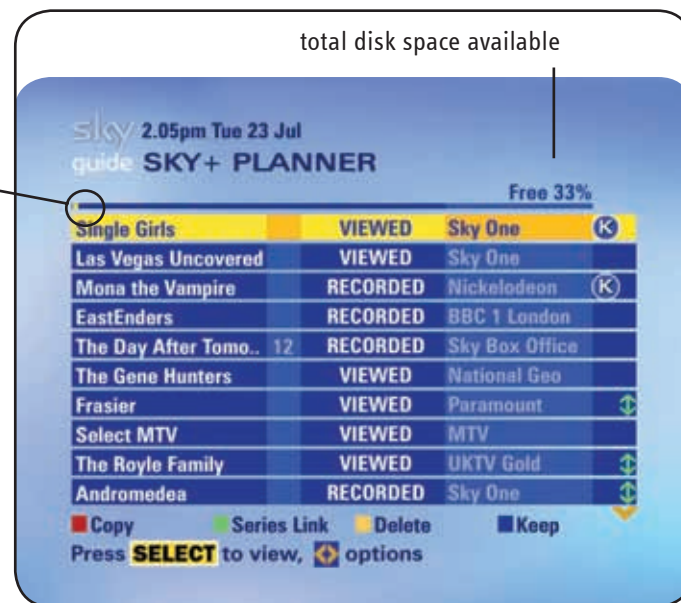 total disk space available
sky 2.05pm Tue 23 Jul
guide SKY+ PLANNER
Free 33%
Single Girls VIEWED Sky One K
Las Vegas Uncovered VIEWED Sky One
Mona the Vampire RECORDED Nickelodeon K
EastEnders RECORDED BBC 1 London
The Day After Tomo.. 12 RECORDED Sky Box Office
The Gene Hunters VIEWED National Geo
Frasier VIEWED Paramount
Select MTV VIEWED MTV
The Royle Family VIEWED UKTV Gold
Andromedea RECORDED Sky One
Copy Series Link Delete Keep
Press SELECT to view, options